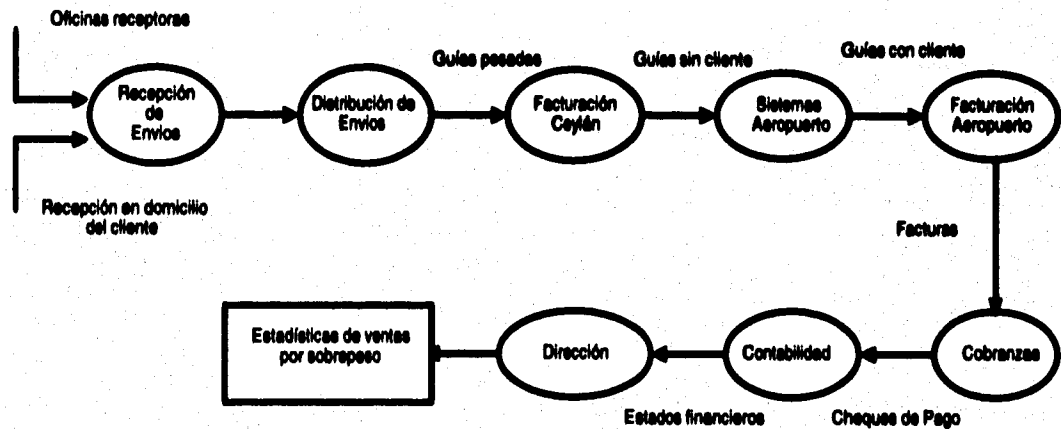 Oficinas receptoras
Recepción
de
Envios
Recepción en domicilio
del cliente
Distribución de
Envios
Guías pesadas
Facturación
Ceylán
Guías sin cliente
Sistemas
Aeropuerto
Guías con cliente
Facturación
Aeropuerto
Facturas
Cobranzas
Cheques de Pago
Contabilidad
Estados financieros
Dirección
Estadísticas de ventas
por sobrepeso